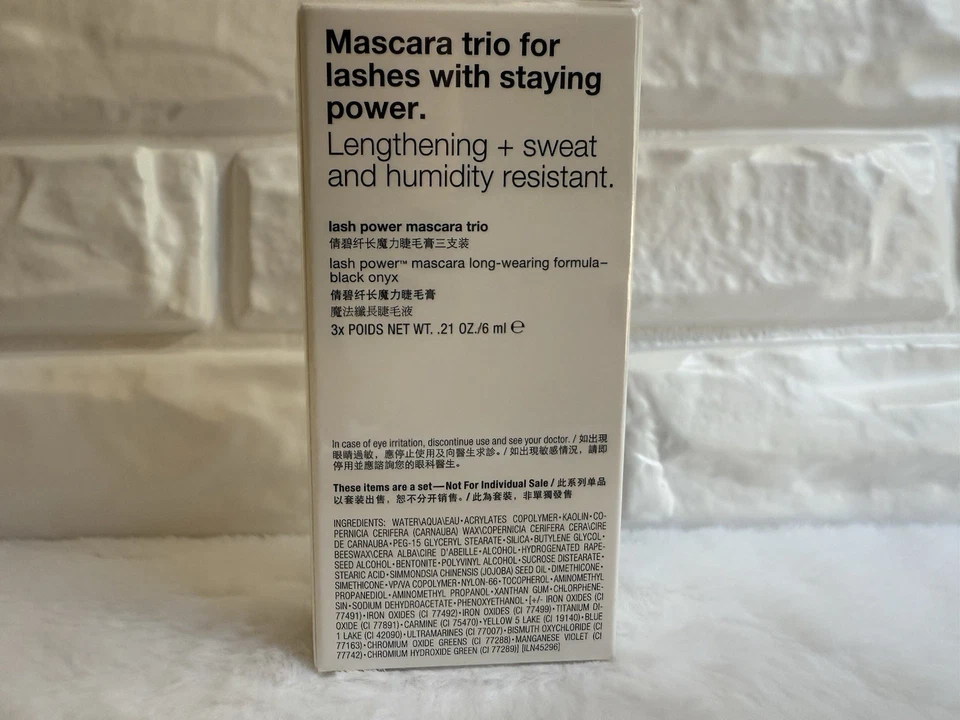 Mascara trio for
lashes with staying
power.
Lengthening + sweat
and humidity resistant.
lash power mascara trio
倩碧纤长魔力睫毛膏三支装
lash power™ mascara long-wearing formula–
black onyx
倩碧纤长魔力睫毛膏
魔法纖長睫毛液
3x POIDS NET WT. .21 OZ./6 ml ℮
In case of eye irritation, discontinue use and see your doctor. / 如出現
眼睛過敏，應停止使用及向醫生求診。/ 如出現敏感情況，請即
停用並應諮詢您的眼科醫生。
These items are a set—Not For Individual Sale / 此系列单品
以套装出售，恕不分开销售。/ 此為套裝，非單獨發售
INGREDIENTS: WATER\AQUA\EAU • ACRYLATES COPOLYMER • KAOLIN • CO-
PERNICIA CERIFERA (CARNAUBA) WAX\COPERNICIA CERIFERA CERA\CIRE
DE CARNAUBA • PEG-15 GLYCERYL STEARATE • SILICA • BUTYLENE GLYCOL •
BEESWAX\CERA ALBA\CIRE D'ABEILLE • ALCOHOL • HYDROGENATED RAPE-
SEED ALCOHOL • BENTONITE • POLYVINYL ALCOHOL • SUCROSE DISTEARATE •
STEARIC ACID • SIMMONDSIA CHINENSIS (JOJOBA) SEED OIL • DIMETHICONE •
SIMETHICONE • VP/VA COPOLYMER • NYLON-66 • TOCOPHEROL • AMINOMETHYL
PROPANEDIOL • AMINOMETHYL PROPANOL • XANTHAN GUM • CHLORPHENE-
SIN • SODIUM DEHYDROACETATE • PHENOXYETHANOL • [+/- IRON OXIDES (CI
77491) • IRON OXIDES (CI 77492) • IRON OXIDES (CI 77499) • TITANIUM DI-
OXIDE (CI 77891) • CARMINE (CI 75470) • YELLOW 5 LAKE (CI 19140) • BLUE
1 LAKE (CI 42090) • ULTRAMARINES (CI 77007) • BISMUTH OXYCHLORIDE (CI
77163) • CHROMIUM OXIDE GREENS (CI 77288) • MANGANESE VIOLET (CI
77742) • CHROMIUM HYDROXIDE GREEN (CI 77289)] [ILN45296]